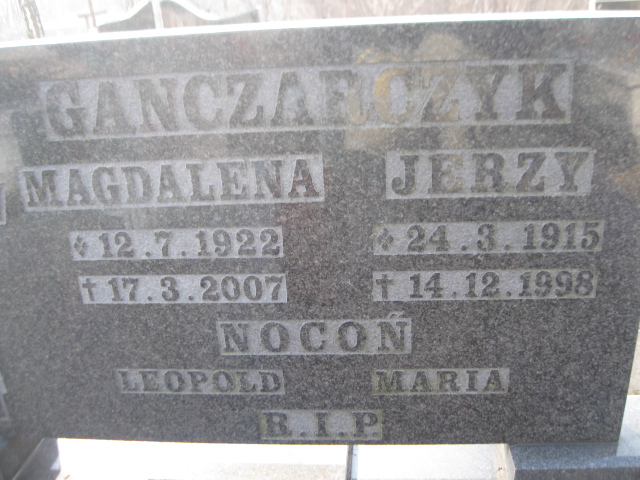 GANCZARCZYK
MAGDALENA JERZY
12.7.1922 24.3.1915
†17.3.2007 †14.12.1998
NOCOŃ
LEOPOLD MARIA
R.I.P.